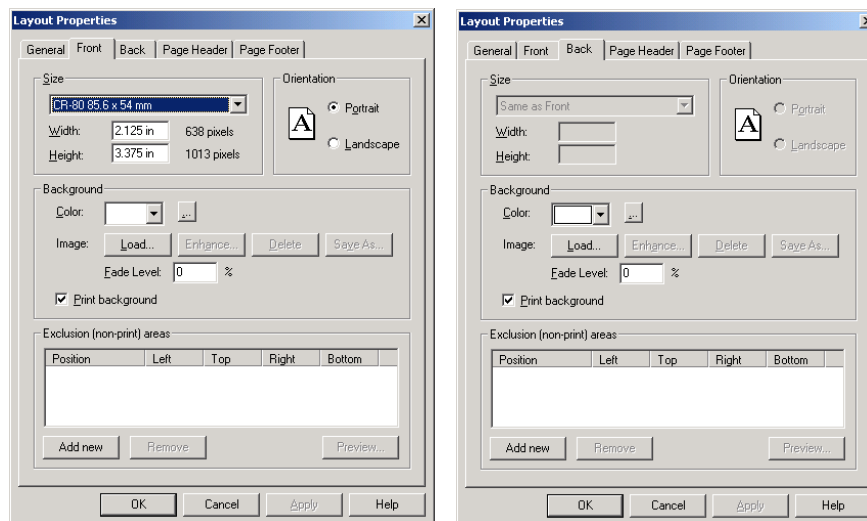 Layout Properties
General Front Back Page Header Page Footer
Size
CR-80 85.6 x 54 mm
Width: 2.125 in 638 pixels
Height: 3.375 in 1013 pixels
Orientation
A
Portrait
Landscape
Background
Color: ...
Image: Load... Enhance... Delete Save As...
Fade Level: 0 %
Print background
Exclusion (non-print) areas
Position Left Top Right Bottom
Add new Remove Preview...
OK Cancel Apply Help
Layout Properties
General Front Back Page Header Page Footer
Size
Same as Front
Width:
Height:
Orientation
A
Portrait
Landscape
Background
Color: ...
Image: Load... Enhance... Delete Save As...
Fade Level: 0 %
Print background
Exclusion (non-print) areas
Position Left Top Right Bottom
Add new Remove Preview...
OK Cancel Apply Help